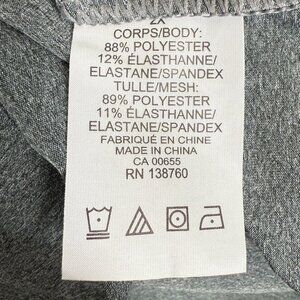 2X
CORPS/BODY:
88% POLYESTER
12% ÉLASTHANNE/
ELASTANE/SPANDEX
TULLE/MESH:
89% POLYESTER
11% ÉLASTHANNE/
ELASTANE/SPANDEX
FABRIQUÉ EN CHINE
MADE IN CHINA
CA 00655
RN 138760